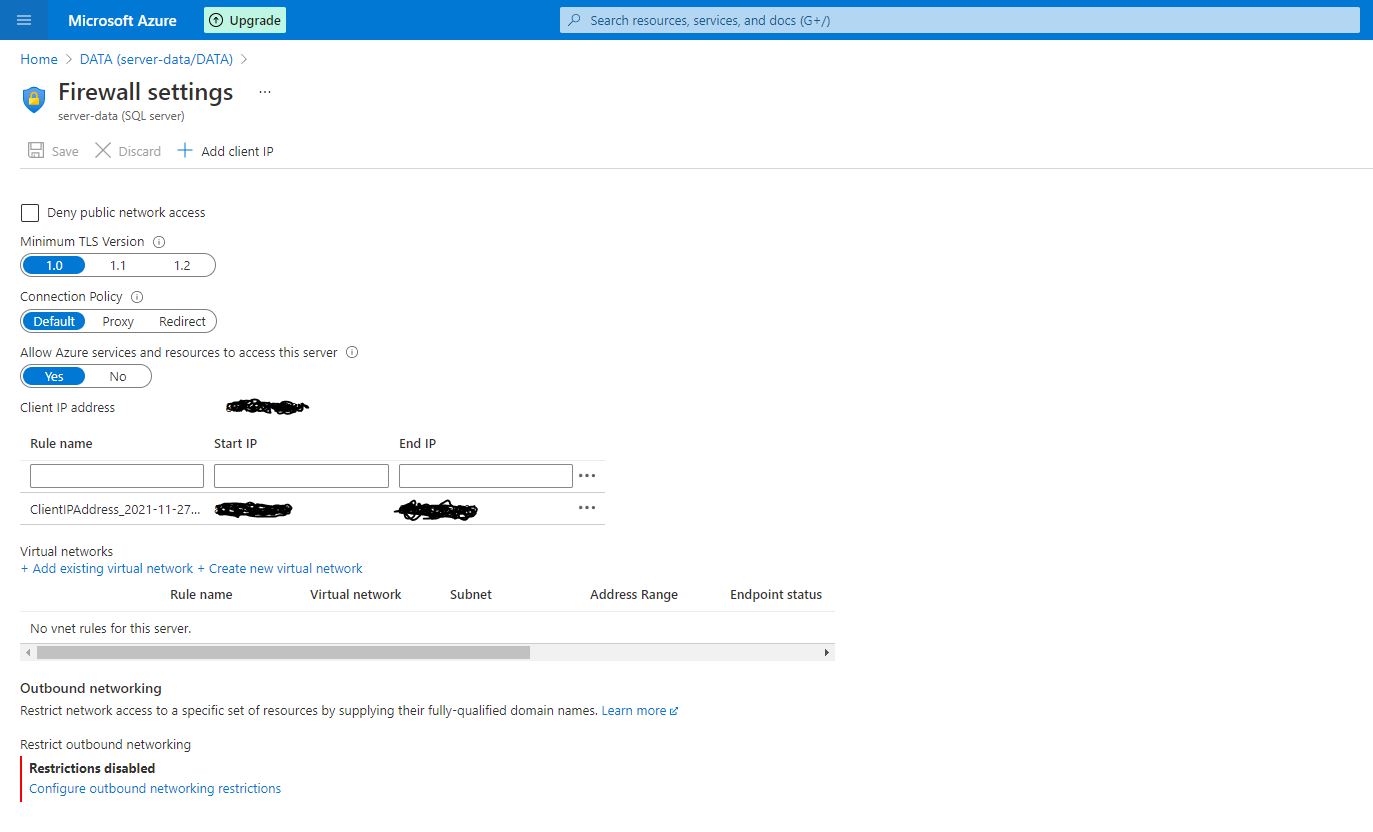 Microsoft Azure Upgrade Search resources, services, and docs (G+/)
Home > DATA (server-data/DATA) >
Firewall settings ...
server-data (SQL server)
Save Discard + Add client IP
Deny public network access
Minimum TLS Version
1.0 1.1 1.2
Connection Policy
Default Proxy Redirect
Allow Azure services and resources to access this server
Yes No
Client IP address
Rule name Start IP End IP
ClientIPAddress_2021-11-27...
Virtual networks
+ Add existing virtual network + Create new virtual network
Rule name Virtual network Subnet Address Range Endpoint status
No vnet rules for this server.
Outbound networking
Restrict network access to a specific set of resources by supplying their fully-qualified domain names. Learn more
Restrict outbound networking
Restrictions disabled
Configure outbound networking restrictions